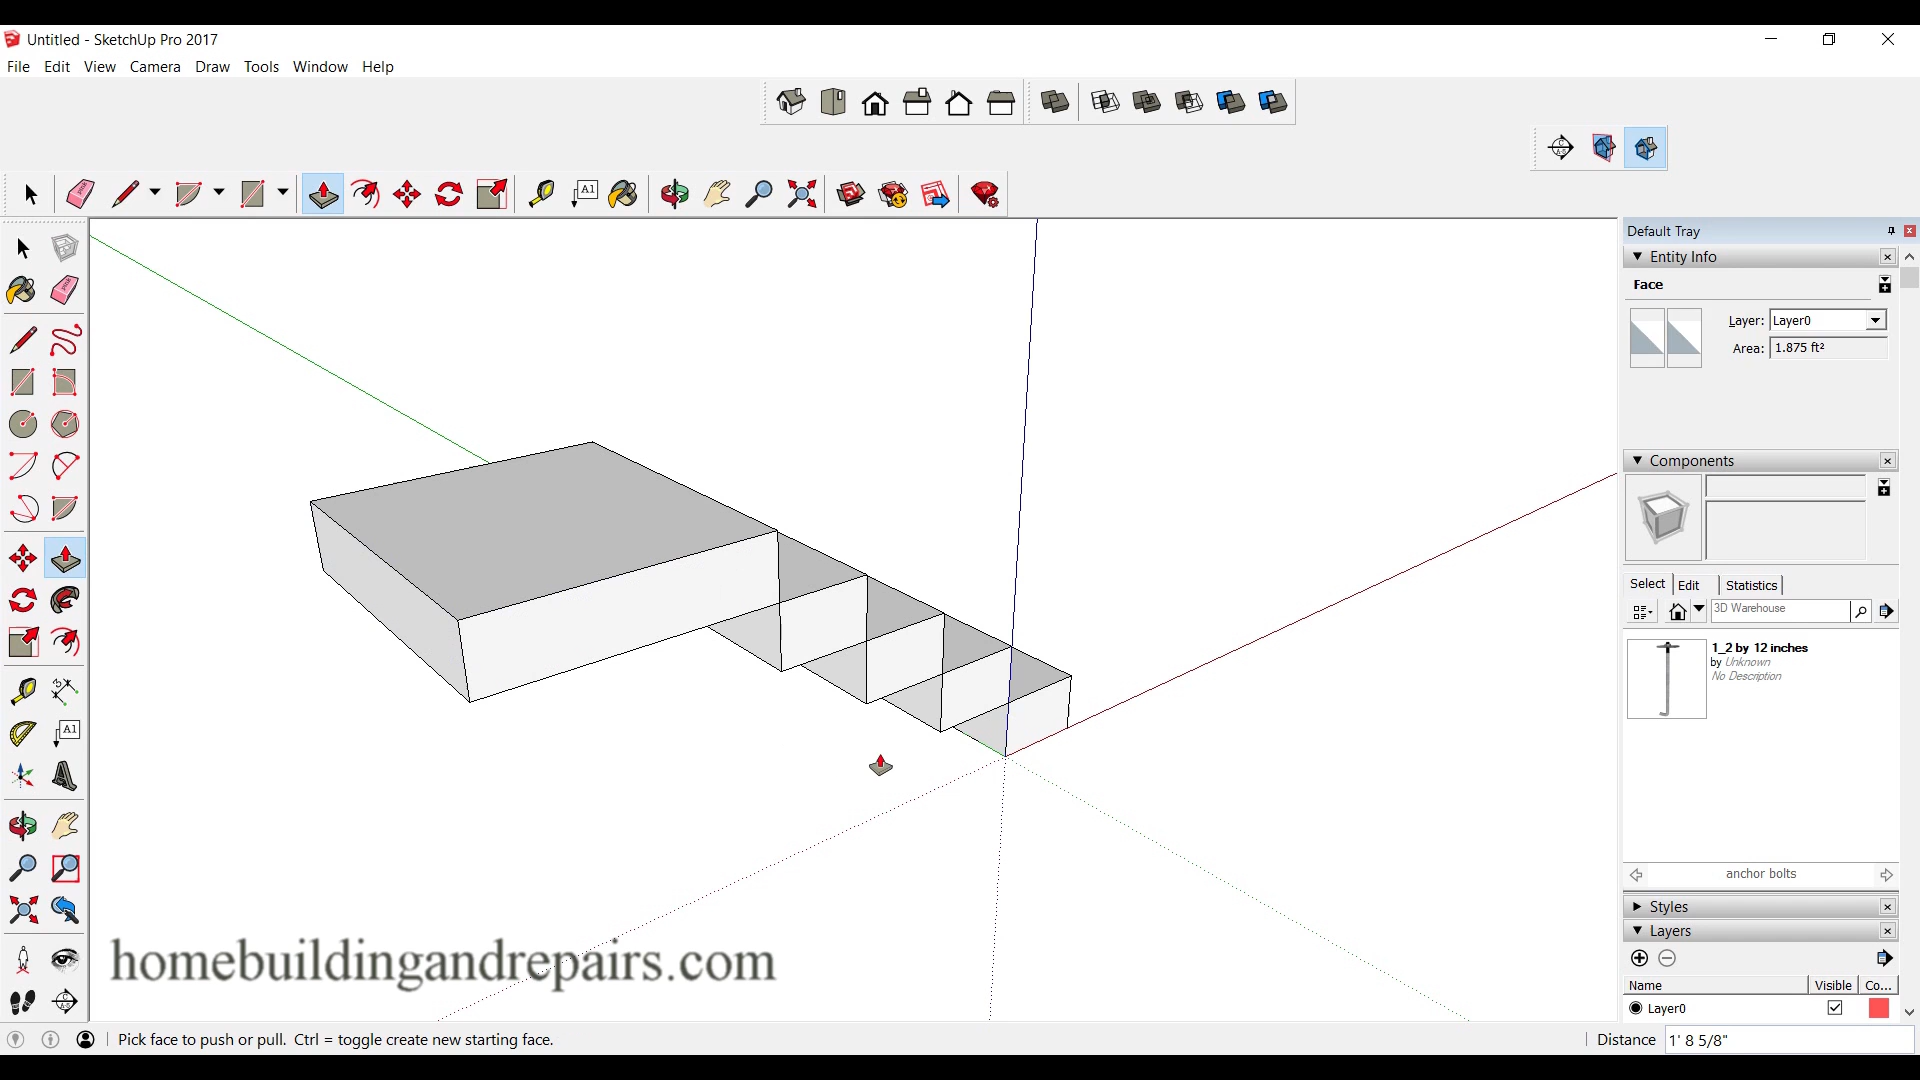 Untitled - SketchUp Pro 2017
File Edit View Camera Draw Tools Window Help
A1
Default Tray
Entity Info
Face
Layer: Layer0
Area: 1.875 ft²
Components
Select Edit Statistics
3D Warehouse
1_2 by 12 inches
by Unknown
No Description
A1
anchor bolts
Styles
Layers
Name Visible Co...
Layer0
homebuildingandrepairs.com
Pick face to push or pull. Ctrl = toggle create new starting face.
Distance 1' 8 5/8"